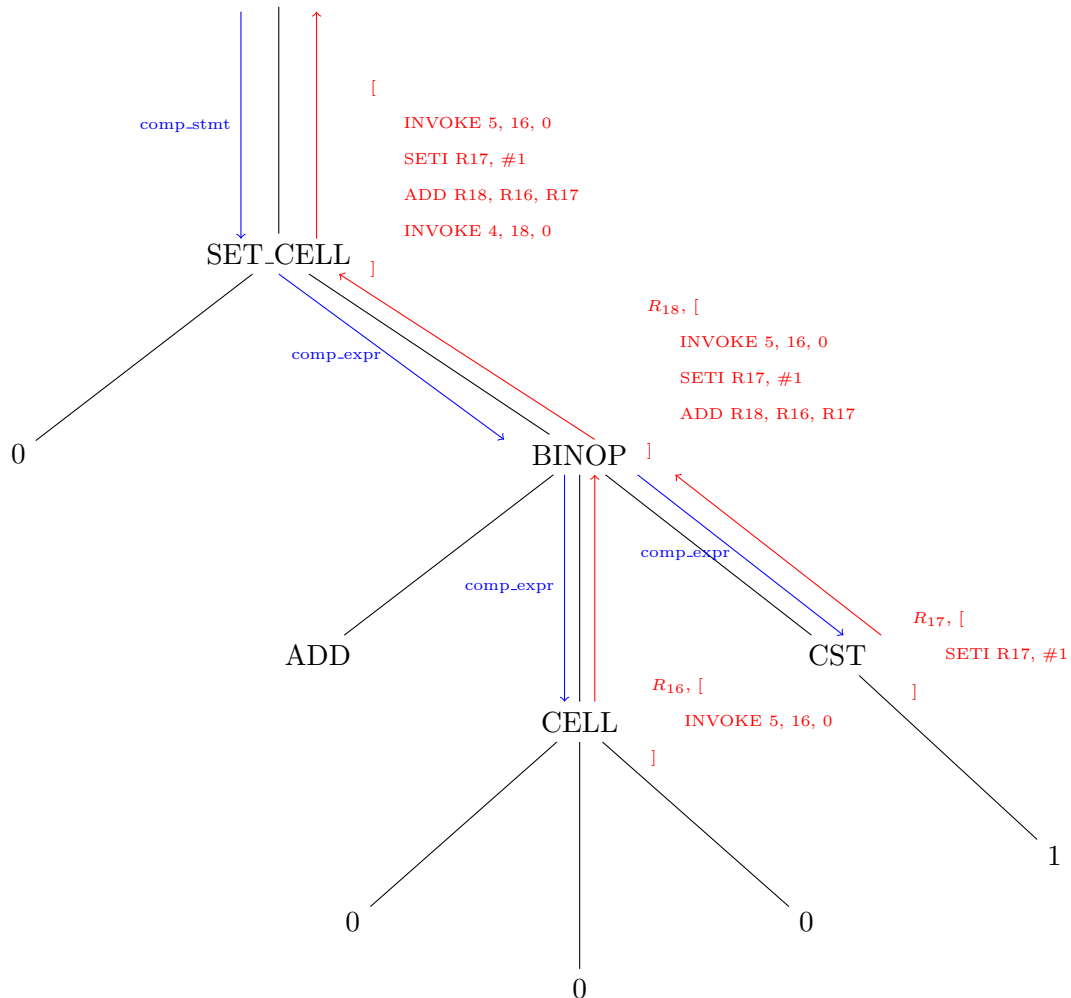 [
comp_stmt
INVOKE 5, 16, 0
SETI R17, #1
ADD R18, R16, R17
INVOKE 4, 18, 0
SET_CELL
]
R18, [
INVOKE 5, 16, 0
comp_expr
SETI R17, #1
ADD R18, R16, R17
0
BINOP
]
comp_expr
comp_expr
R17, [
ADD
CST
SETI R17, #1
R16, [
]
CELL
INVOKE 5, 16, 0
]
1
0
0
0